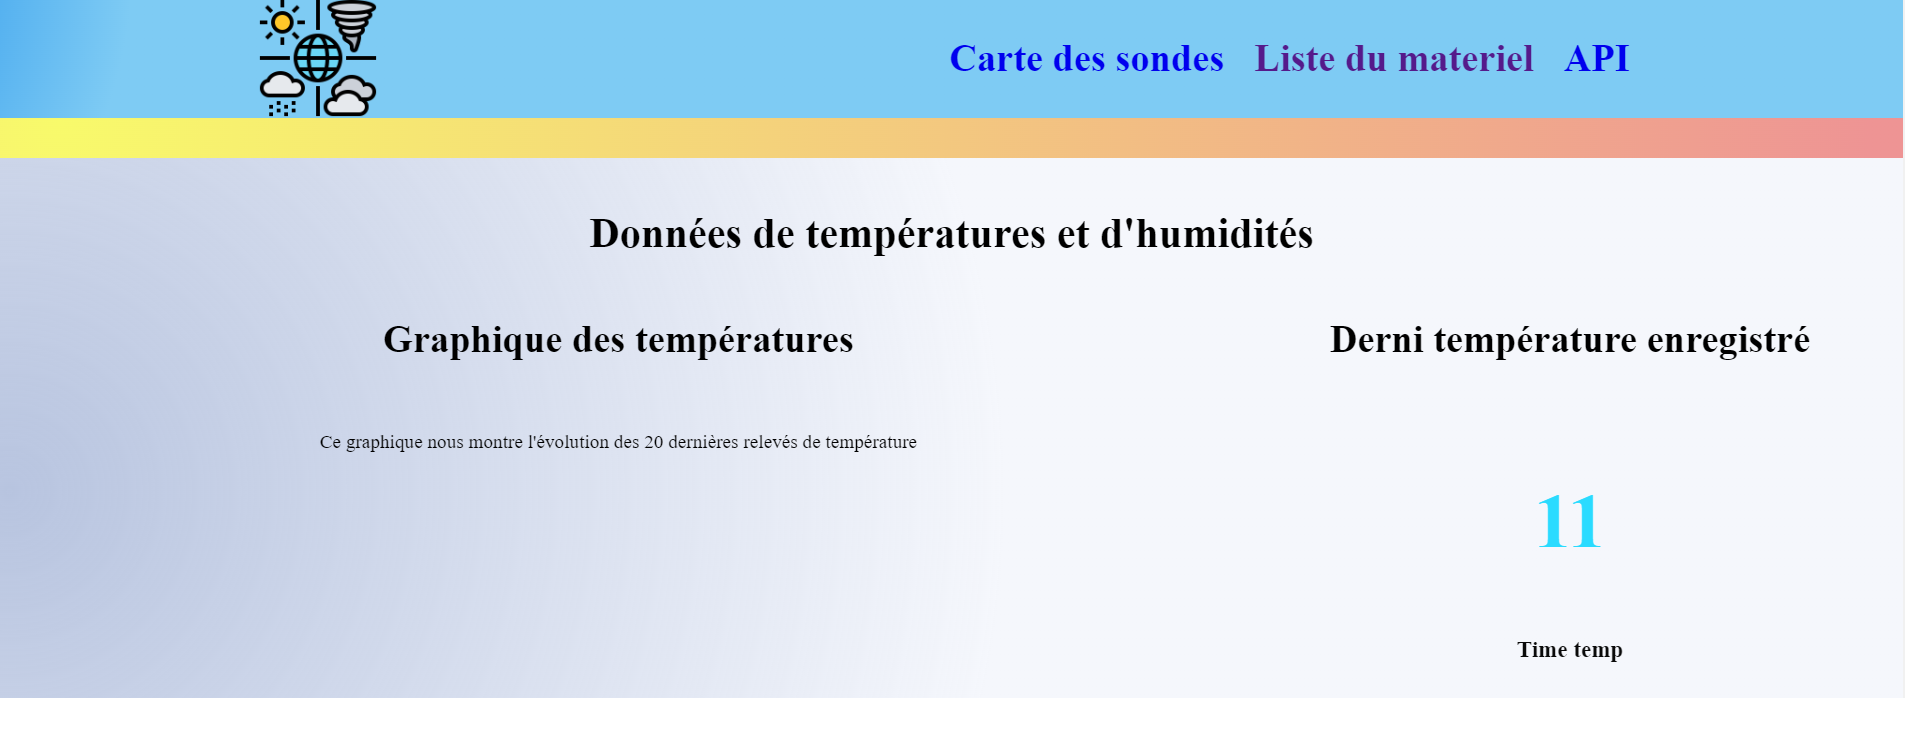 Carte des sondes Liste du materiel API
Données de températures et d'humidités
Graphique des températures
Derni température enregistré
Ce graphique nous montre l'évolution des 20 dernières relevés de température
11
Time temp